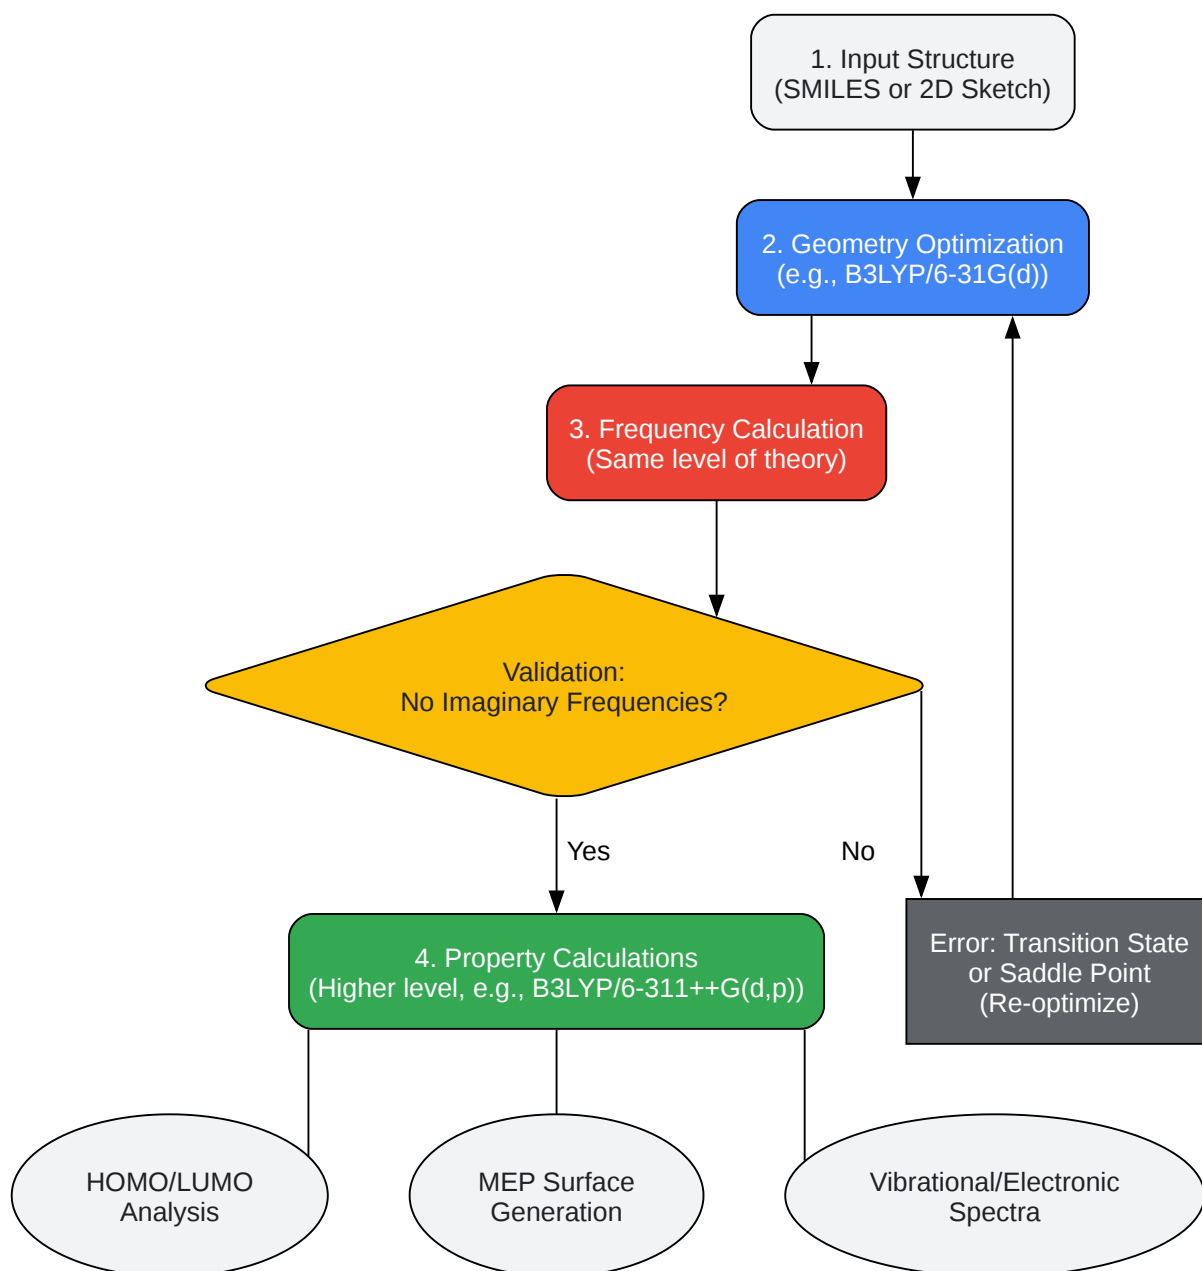 1. Input Structure
(SMILES or 2D Sketch)
2. Geometry Optimization
(e.g., B3LYP/6-31G(d))
3. Frequency Calculation
(Same level of theory)
Validation:
No Imaginary Frequencies?
Yes
No
4. Property Calculations
(Higher level, e.g., B3LYP/6-311++G(d,p))
Error: Transition State
or Saddle Point
(Re-optimize)
HOMO/LUMO
Analysis
MEP Surface
Generation
Vibrational/Electronic
Spectra